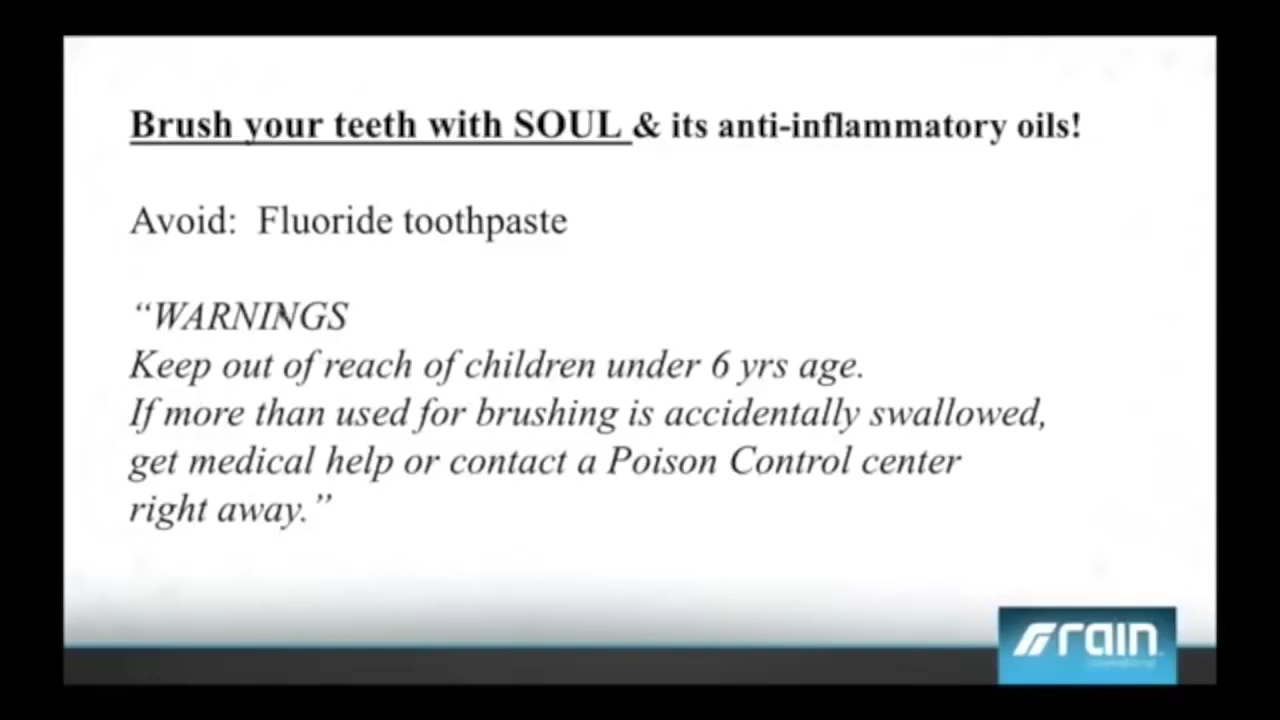 Brush your teeth with SOUL & its anti-inflammatory oils!
Avoid: Fluoride toothpaste
“WARNINGS
Keep out of reach of children under 6 yrs age.
If more than used for brushing is accidentally swallowed,
get medical help or contact a Poison Control center
right away.”
rain
international